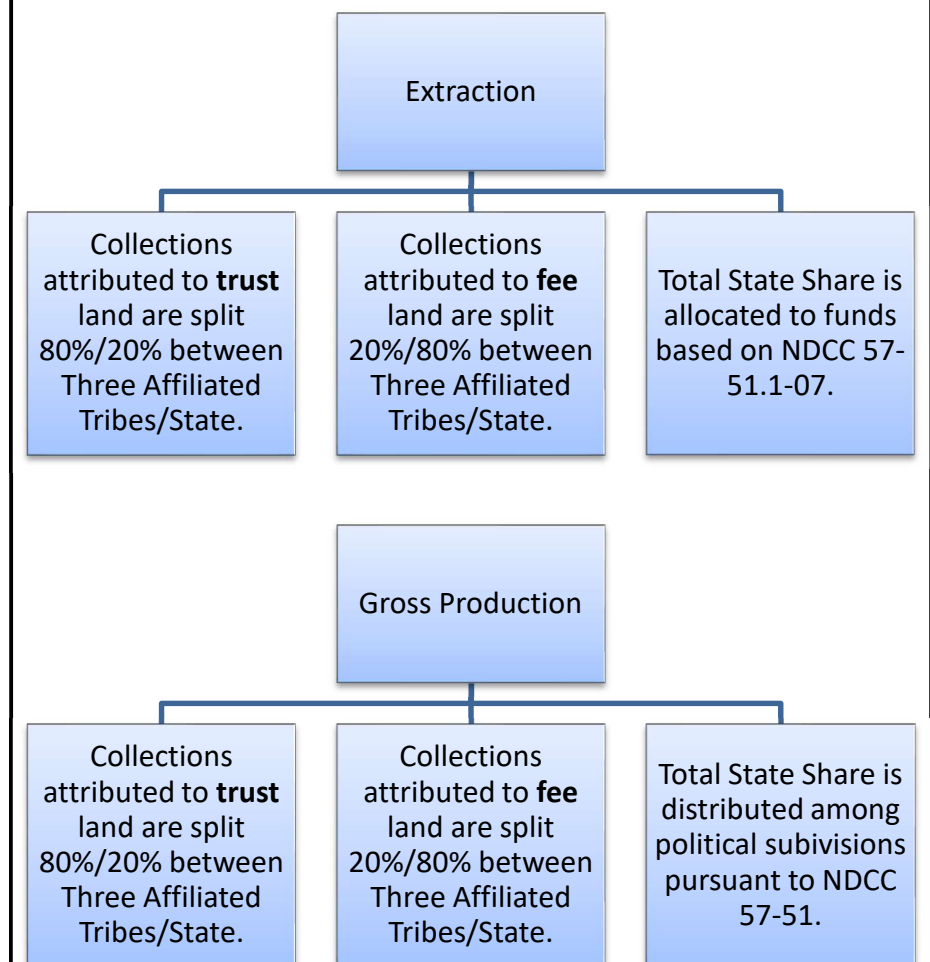 Extraction
Collections
attributed to trust
land are split
80%/20% between
Three Affiliated
Tribes/State.
Collections
attributed to fee
land are split
20%/80% between
Three Affiliated
Tribes/State.
Total State Share is
allocated to funds
based on NDCC 57-
51.1-07.
Gross Production
Collections
attributed to trust
land are split
80%/20% between
Three Affiliated
Tribes/State.
Collections
attributed to fee
land are split
20%/80% between
Three Affiliated
Tribes/State.
Total State Share is
distributed among
political subivisions
pursuant to NDCC
57-51.